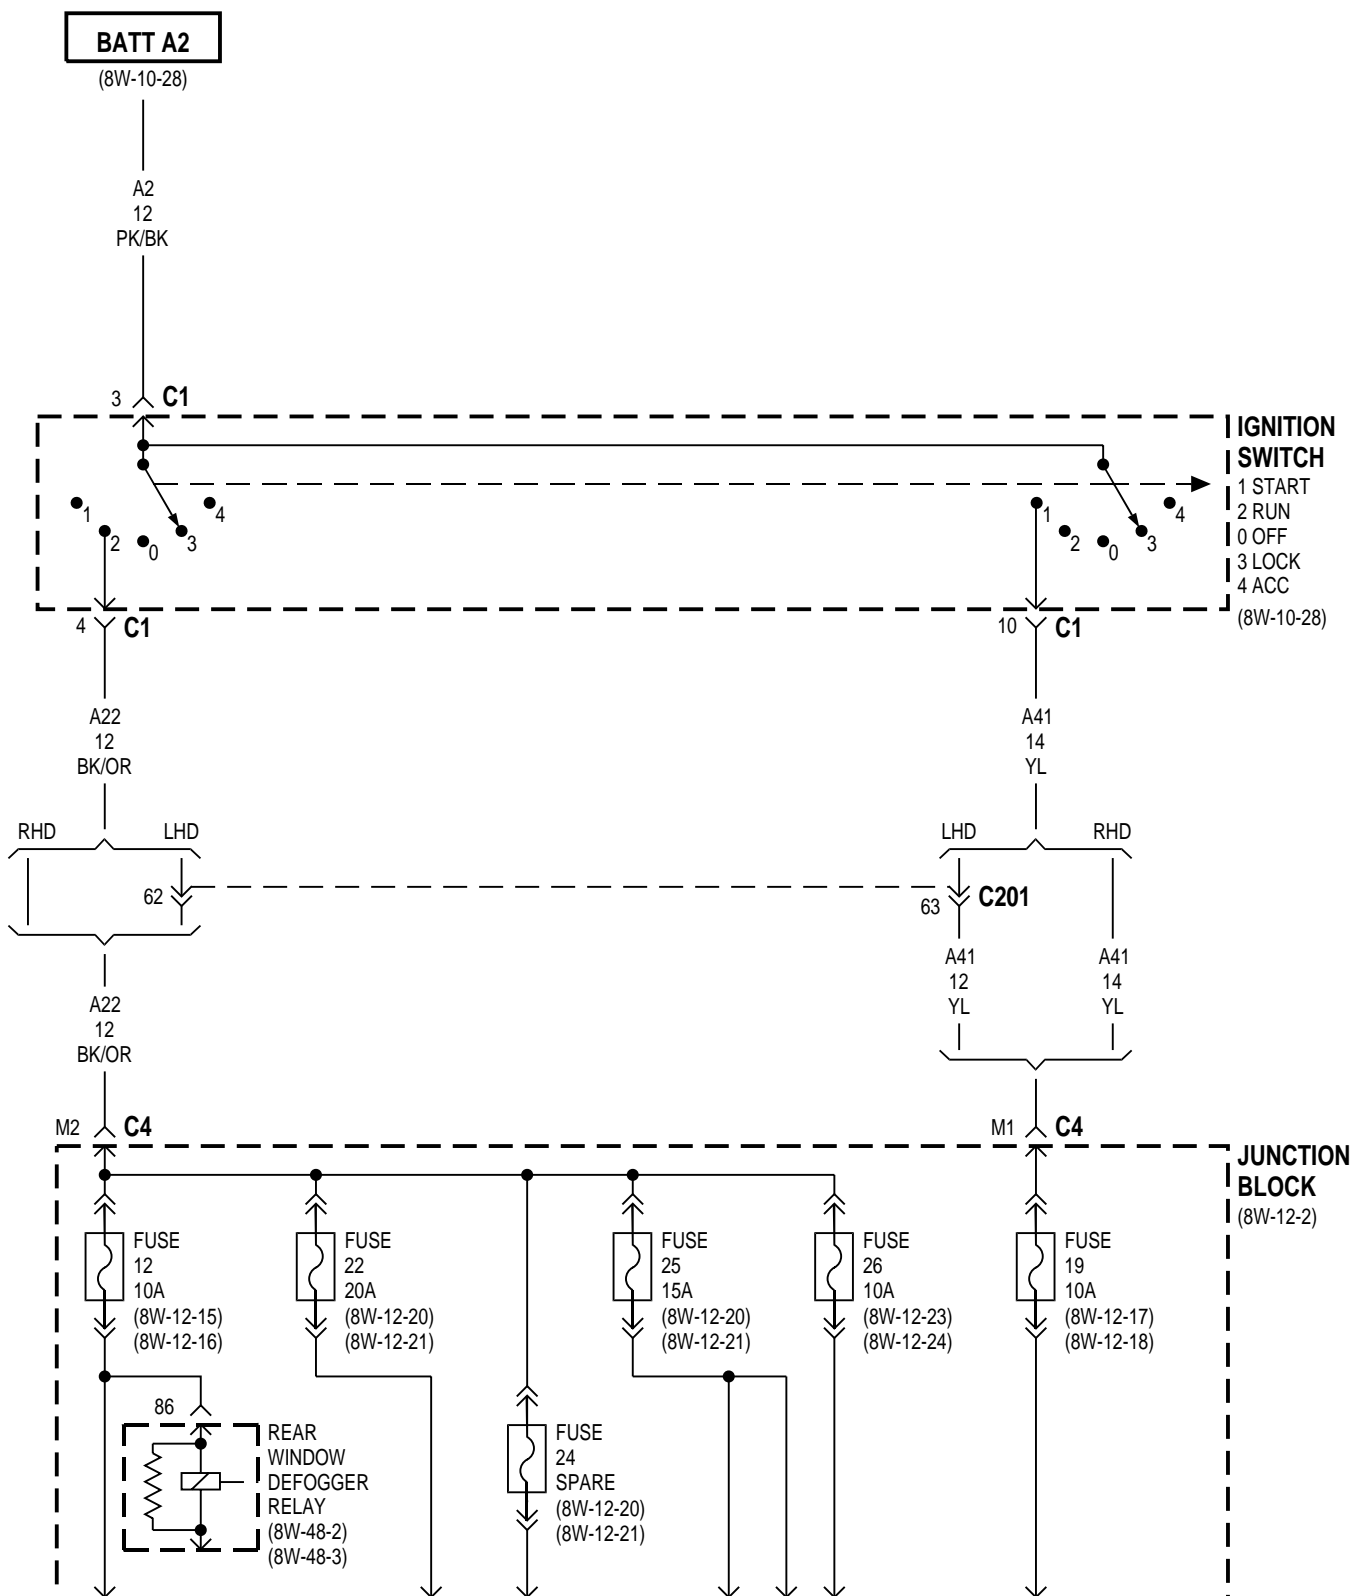 BATT A2
(8W-10-28)
A2
12
PK/BK
3 C1
IGNITION
SWITCH
1 START
2 RUN
0 OFF
3 LOCK
4 ACC
(8W-10-28)
1
2
0
3
4
1
2
0
3
4
4 C1
10 C1
A22
12
BK/OR
A41
14
YL
RHD
LHD
LHD
RHD
62
63
C201
A22
12
BK/OR
A41
12
YL
A41
14
YL
M2 C4
M1 C4
JUNCTION
BLOCK
(8W-12-2)
FUSE
12
10A
(8W-12-15)
(8W-12-16)
FUSE
22
20A
(8W-12-20)
(8W-12-21)
FUSE
25
15A
(8W-12-20)
(8W-12-21)
FUSE
26
10A
(8W-12-23)
(8W-12-24)
FUSE
19
10A
(8W-12-17)
(8W-12-18)
86
REAR
WINDOW
DEFOGGER
RELAY
(8W-48-2)
(8W-48-3)
FUSE
24
SPARE
(8W-12-20)
(8W-12-21)